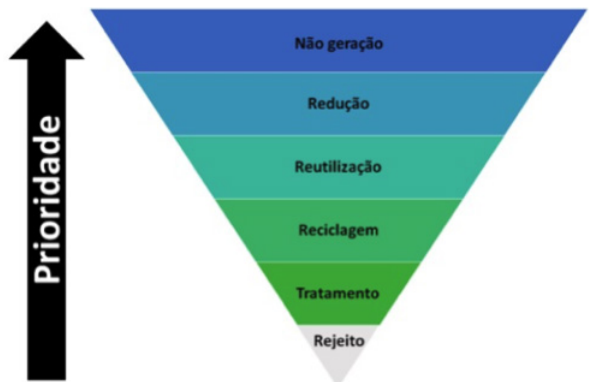 Prioridade
Não geração
Redução
Reutilização
Reciclagem
Tratamento
Rejeito